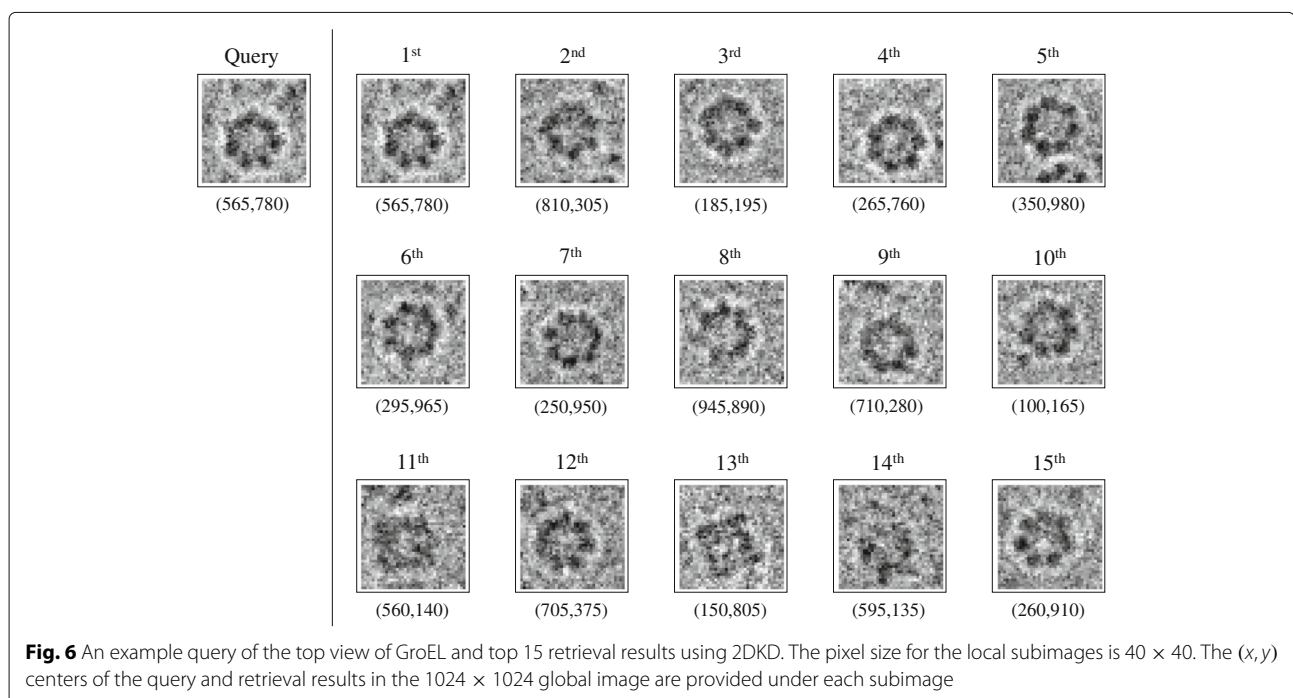 Query 1st 2nd 3rd 4th 5th
(565,780) (565,780) (810,305) (185,195) (265,760) (350,980)
6th 7th 8th 9th 10th
(295,965) (250,950) (945,890) (710,280) (100,165)
11th 12th 13th 14th 15th
(560,140) (705,375) (150,805) (595,135) (260,910)
Fig. 6 An example query of the top view of GroEL and top 15 retrieval results using 2DKD. The pixel size for the local subimages is 40 × 40. The (x, y)
centers of the query and retrieval results in the 1024 × 1024 global image are provided under each subimage